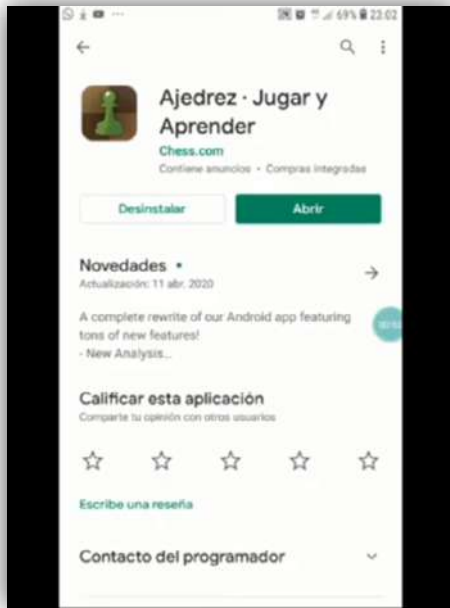 69% 22:02
Ajedrez · Jugar y
Aprender
Chess.com
Contiene anuncios • Compras integradas
Desinstalar
Abrir
Novedades •
Actualización: 11 abr. 2020
A complete rewrite of our Android app featuring
tons of new features!
- New Analysis...
Calificar esta aplicación
Comparte tu opinión con otros usuarios
Escribe una reseña
Contacto del programador